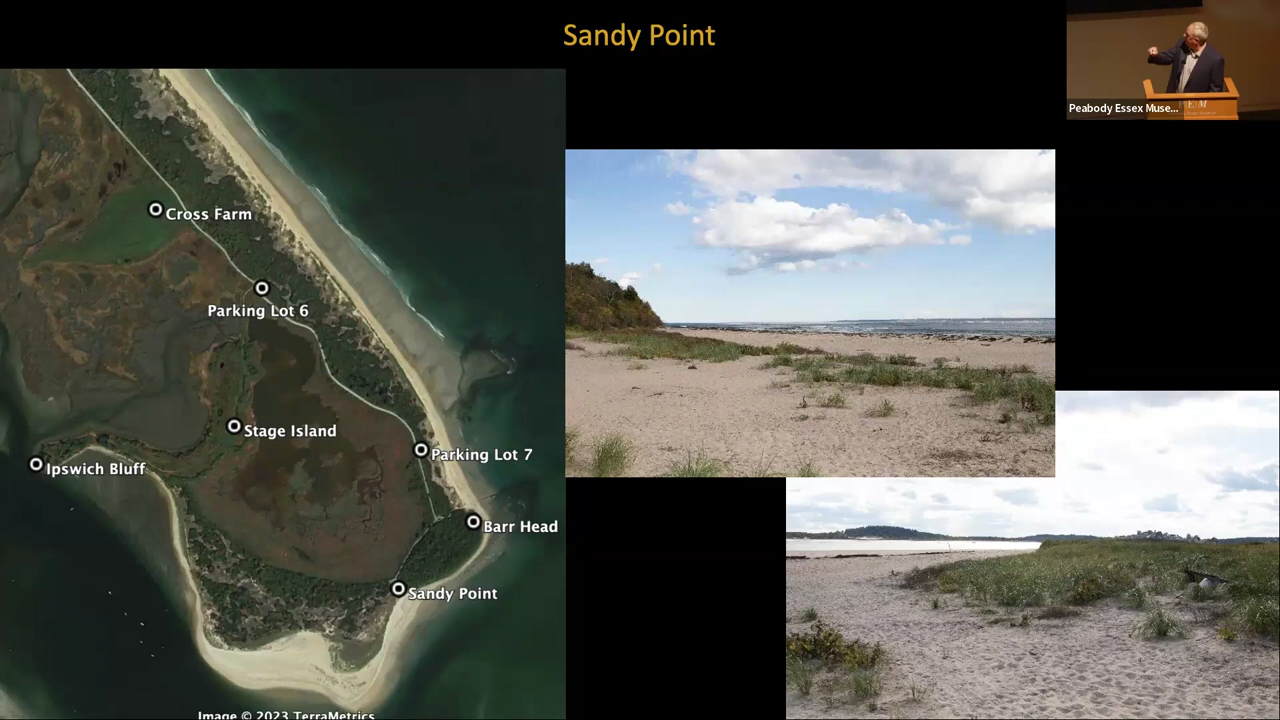 Sandy Point
Peabody Essex Muse...
Cross Farm
Parking Lot 6
Stage Island
Parking Lot 7
Ipswich Bluff
Barr Head
Sandy Point
Image © 2023 TerraMetrics